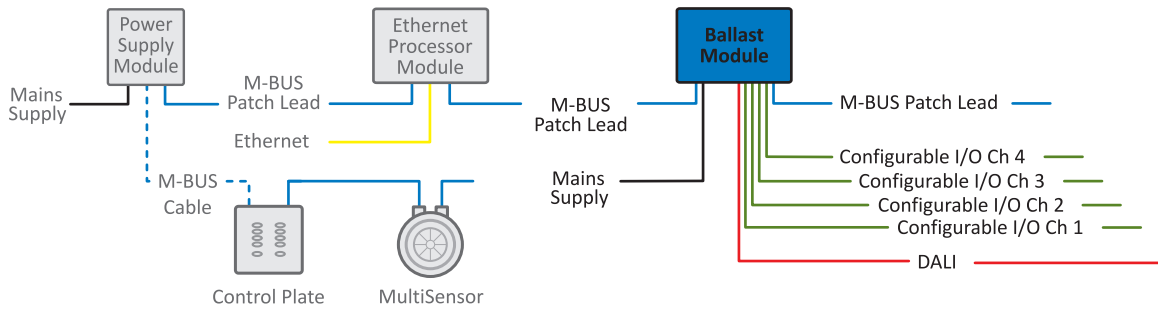 Power
Supply
Module
Ethernet
Processor
Module
Ballast
Module
Mains
Supply
M-BUS
Patch Lead
M-BUS
Patch Lead
M-BUS Patch Lead
Ethernet
Configurable I/O Ch 4
Configurable I/O Ch 3
Configurable I/O Ch 2
Configurable I/O Ch 1
DALI
Mains
Supply
M-BUS
Cable
Control Plate
MultiSensor